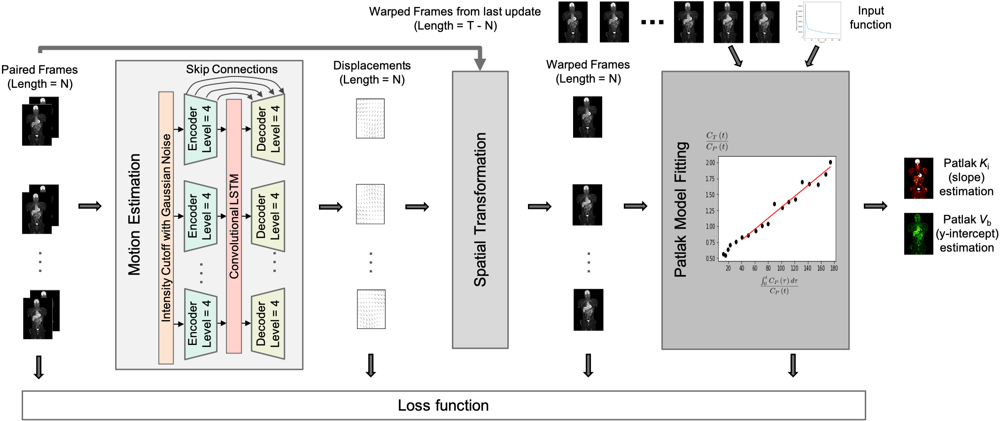 Warped Frames from last update
(Length = T - N)
Input
function
Paired Frames
(Length = N)
Skip Connections
Displacements
(Length = N)
Warped Frames
(Length = N)
Motion Estimation
Intensity Cutoff with Gaussian Noise
Encoder
Level = 4
Convolutional LSTM
Decoder
Level = 4
Encoder
Level = 4
Decoder
Level = 4
Encoder
Level = 4
Decoder
Level = 4
Spatial Transformation
Patlak Model Fitting
C_T (t)
C_P (t)
2.00
1.75
1.50
1.25
1.00
0.75
0.50
20 40 60 80 100 120 140 160 180
∫_0^t C_P (τ) dτ
C_P (t)
Patlak K_i
(slope)
estimation
Patlak V_b
(y-intercept)
estimation
Loss function